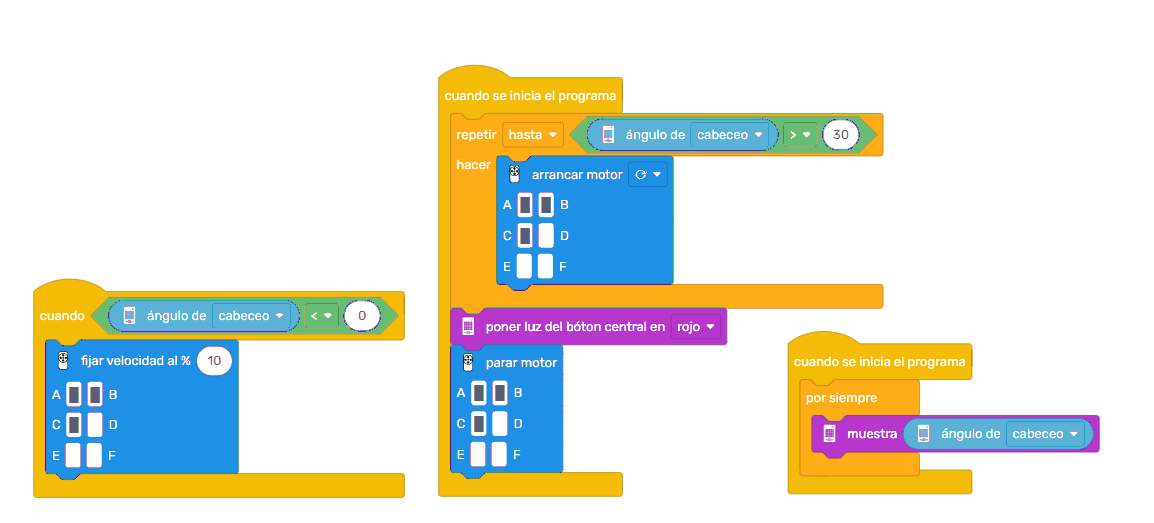 cuando ángulo de cabeceo < 0
fijar velocidad al % 10
A B
C D
E F
cuando se inicia el programa
repetir hasta ángulo de cabeceo > 30
hacer
arrancar motor
A B
C D
E F
poner luz del bóton central en rojo
parar motor
A B
C D
E F
cuando se inicia el programa
por siempre
muestra ángulo de cabeceo